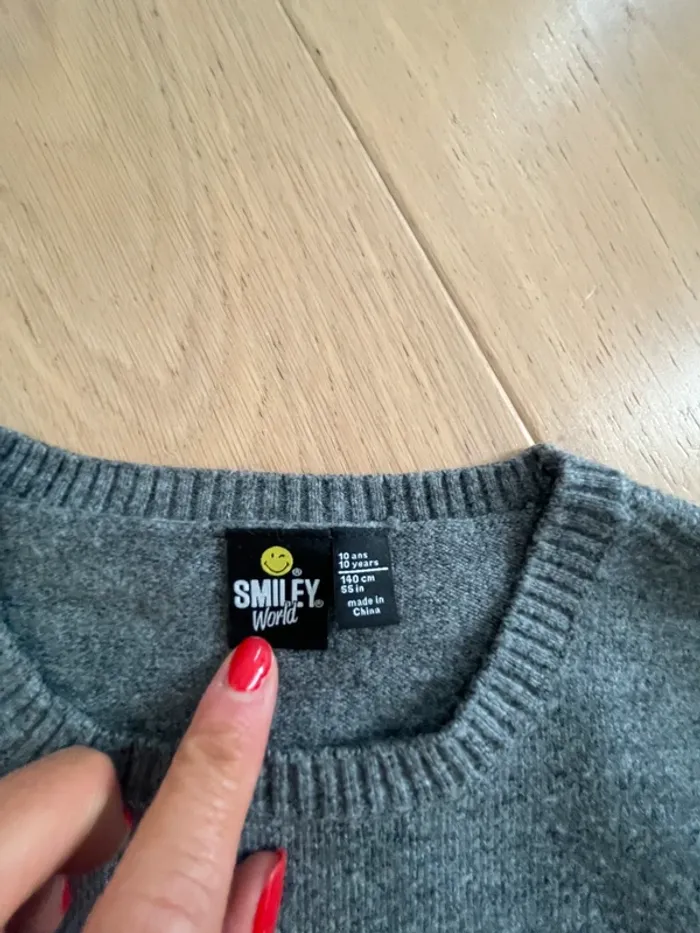 SMILEY®
World®
10 ans
10 years
140 cm
55 in
made in
China